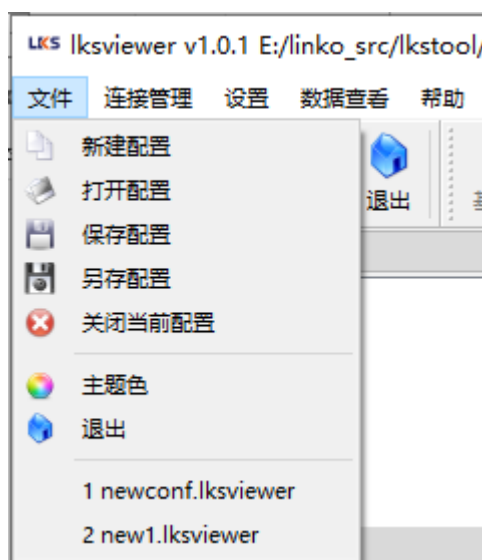 LKS lksviewer v1.0.1 E:/linko_src/lkstool/
文件 连接管理 设置 数据查看 帮助
新建配置
打开配置
退出
保存配置
另存配置
关闭当前配置
主题色
退出
1 newconf.lksviewer
2 new1.lksviewer